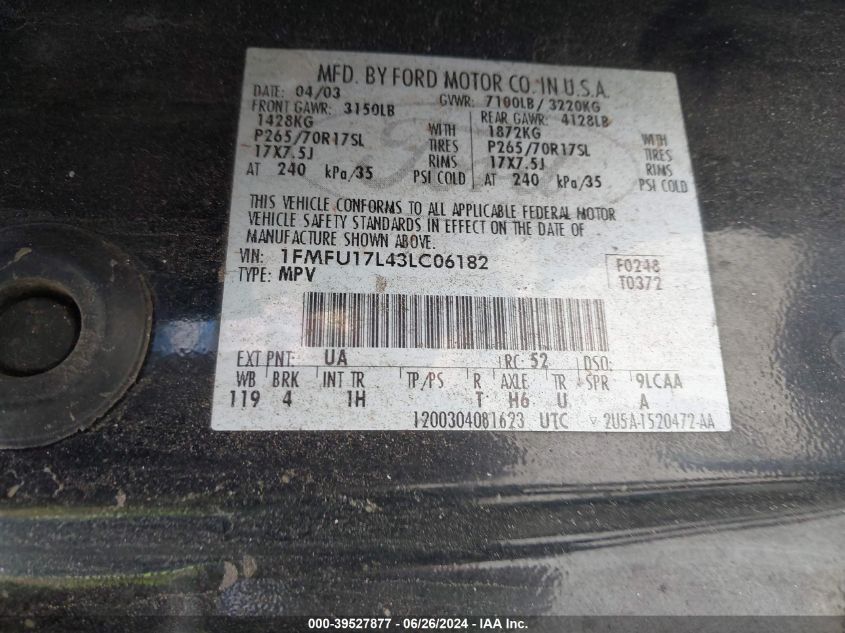 MFD. BY FORD MOTOR CO. IN U.S.A.
DATE: 04/03 GVWR: 7100LB/ 3220KG
FRONT GAWR: 3150LB REAR GAWR: 4128LB
1428KG WITH 1872KG WITH
P265/70R17SL TIRES P265/70R17SL TIRES
17X7.5J RIMS 17X7.5J RIMS
AT 240 kPa/35 PSI COLD AT 240 kPa/35 PSI COLD
THIS VEHICLE CONFORMS TO ALL APPLICABLE FEDERAL MOTOR
VEHICLE SAFETY STANDARDS IN EFFECT ON THE DATE OF
MANUFACTURE SHOWN ABOVE.
VIN: 1FMFU17L43LC06182 F0248
TYPE: MPV T0372
EXT PNT: UA RC: 52 DSO:
WB BRK INT TR TP/PS R AXLE TR SPR 9LCAA
119 4 1H T H6 U A
1200304081623 UTC 2U5A-1520472-AA
000-39527877 - 06/26/2024 - IAA Inc.